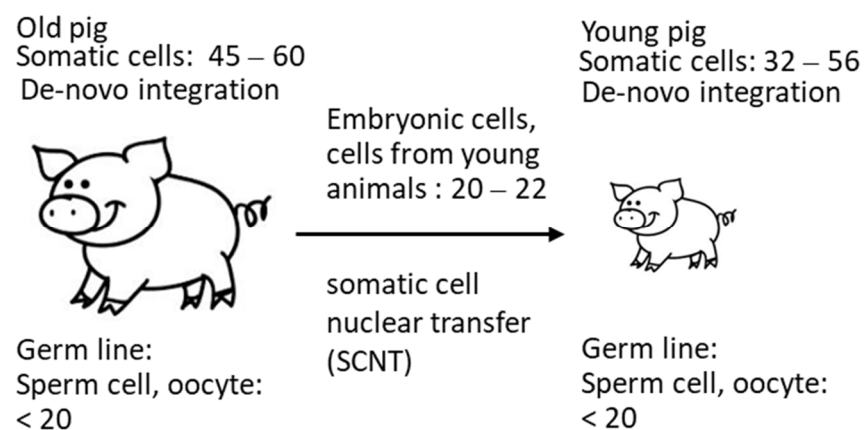 Old pig
Somatic cells: 45 – 60
De-novo integration
Embryonic cells,
cells from young
animals : 20 – 22
somatic cell
nuclear transfer
(SCNT)
Young pig
Somatic cells: 32 – 56
De-novo integration
Germ line:
Sperm cell, oocyte:
< 20
Germ line:
Sperm cell, oocyte:
< 20